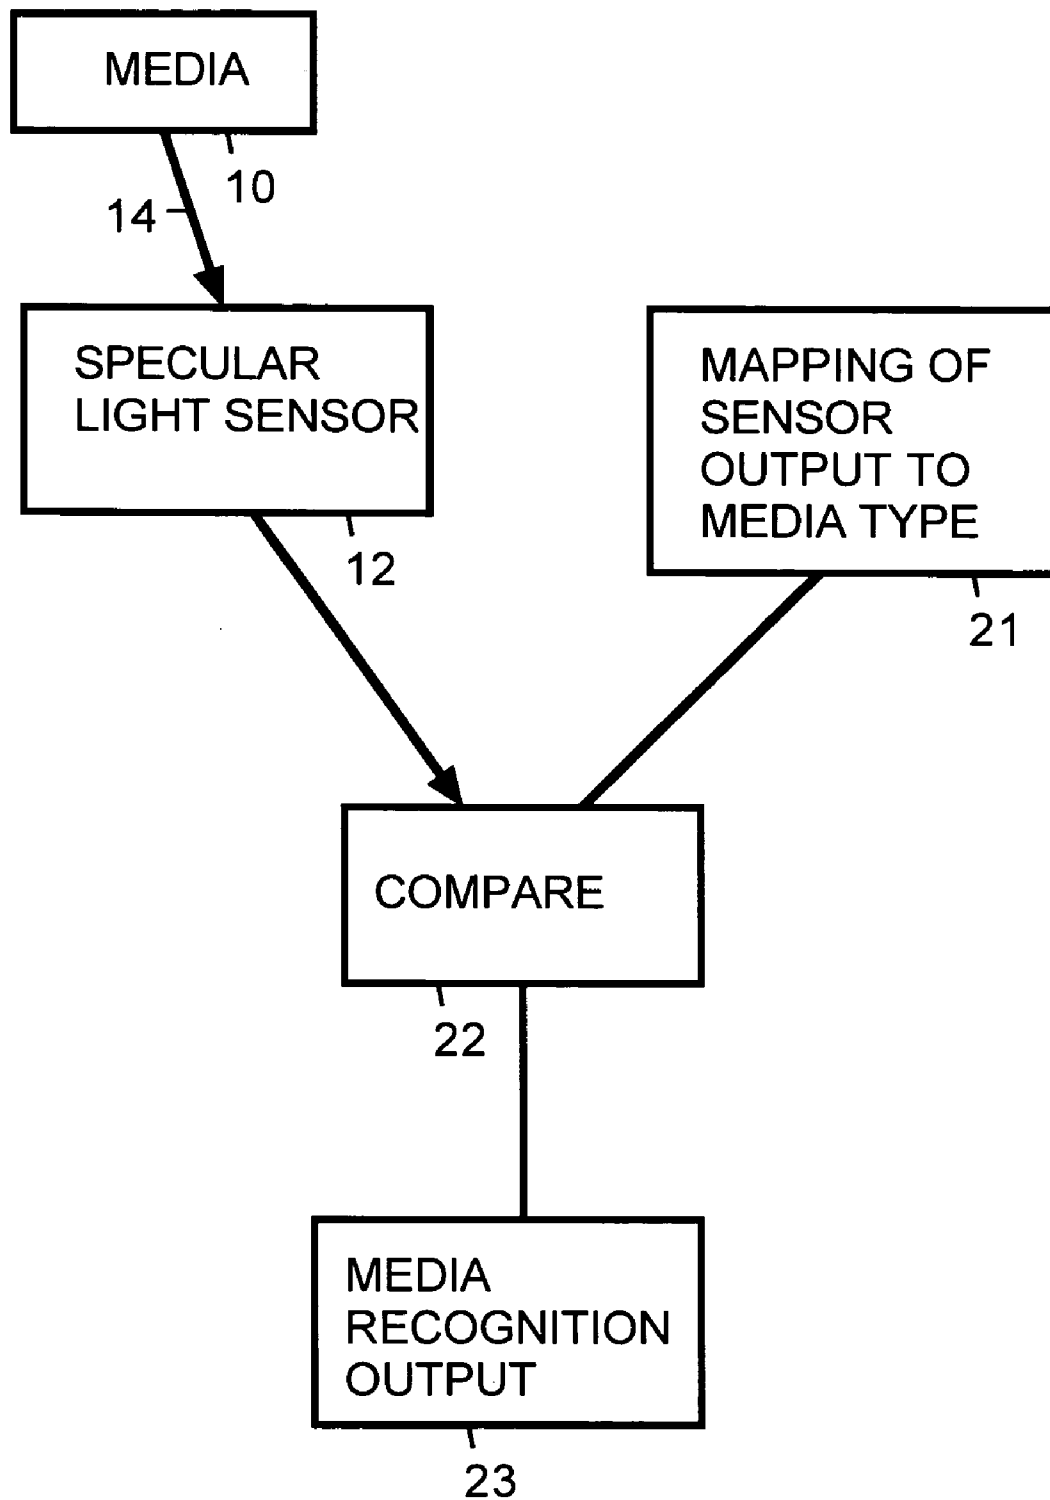 MEDIA
10
14
SPECULAR
LIGHT SENSOR
12
MAPPING OF
SENSOR
OUTPUT TO
MEDIA TYPE
21
COMPARE
22
MEDIA
RECOGNITION
OUTPUT
23